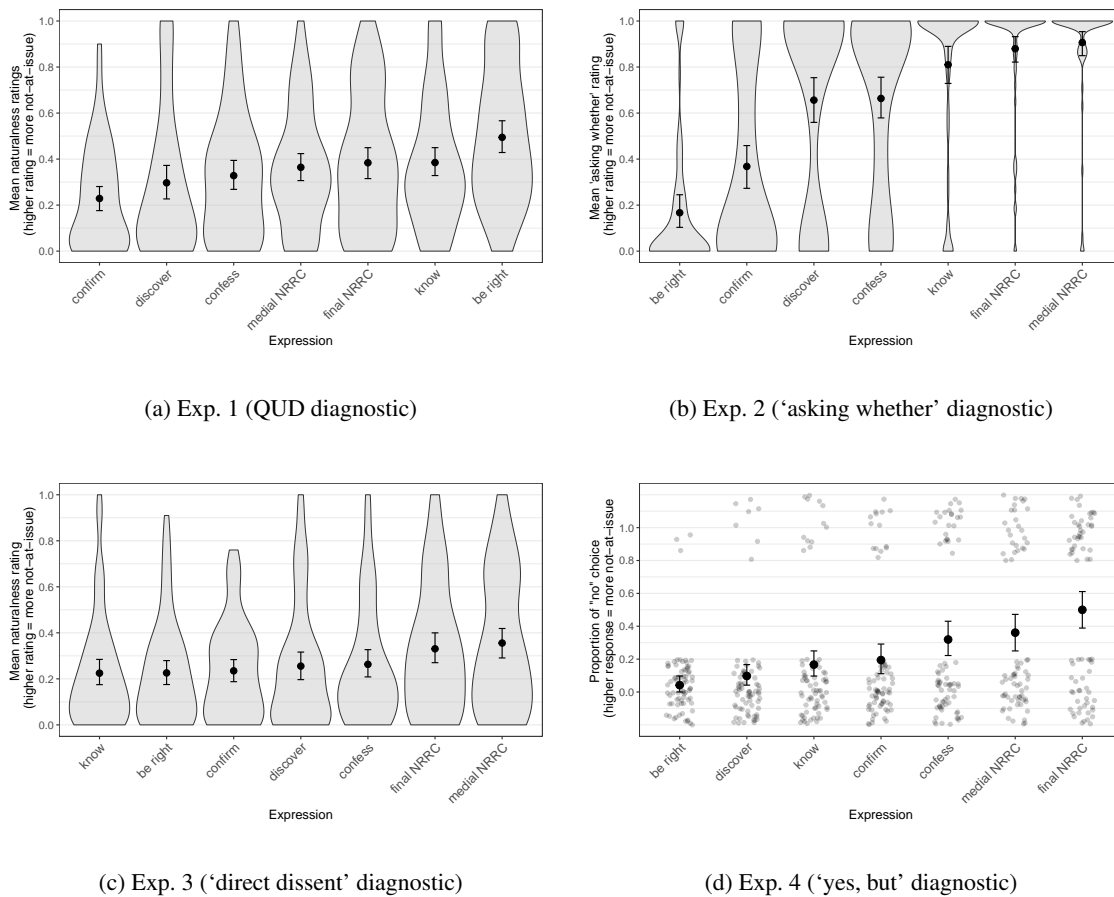 Mean naturalness ratings
(higher rating = more not−at−issue)
1.0
0.8
0.6
0.4
0.2
0.0
confirm
discover
confess
medial NRRC
final NRRC
know
be right
Expression
(a) Exp. 1 (QUD diagnostic)
Mean 'asking whether' rating
(higher rating = more not−at−issue)
1.0
0.8
0.6
0.4
0.2
0.0
be right
confirm
discover
confess
know
final NRRC
medial NRRC
Expression
(b) Exp. 2 (‘asking whether’ diagnostic)
Mean naturalness rating
(higher rating = more not−at−issue)
1.0
0.8
0.6
0.4
0.2
0.0
know
be right
confirm
discover
confess
final NRRC
medial NRRC
Expression
(c) Exp. 3 (‘direct dissent’ diagnostic)
Proportion of "no" choice
(higher response = more not−at−issue)
1.0
0.8
0.6
0.4
0.2
0.0
be right
discover
know
confirm
confess
medial NRRC
final NRRC
Expression
(d) Exp. 4 (‘yes, but’ diagnostic)